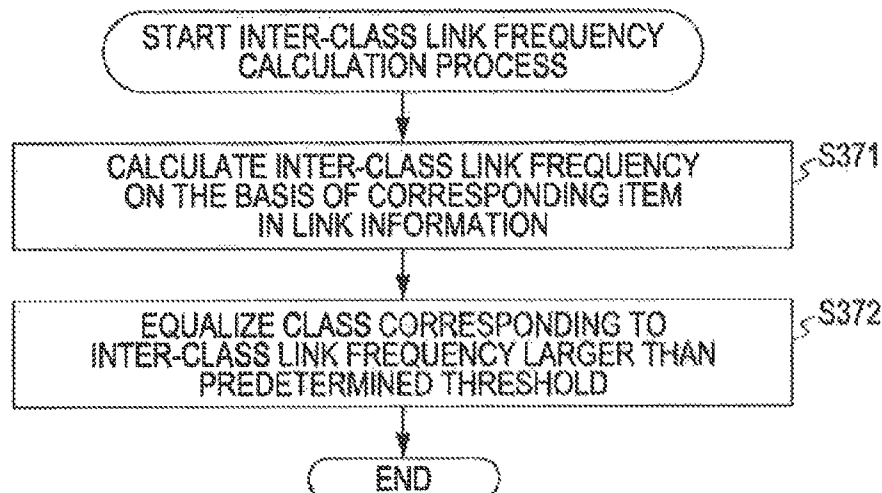 START INTER-CLASS LINK FREQUENCY
CALCULATION PROCESS
CALCULATE INTER-CLASS LINK FREQUENCY
ON THE BASIS OF CORRESPONDING ITEM
IN LINK INFORMATION
S371
EQUALIZE CLASS CORRESPONDING TO
INTER-CLASS LINK FREQUENCY LARGER THAN
PREDETERMINED THRESHOLD
S372
END